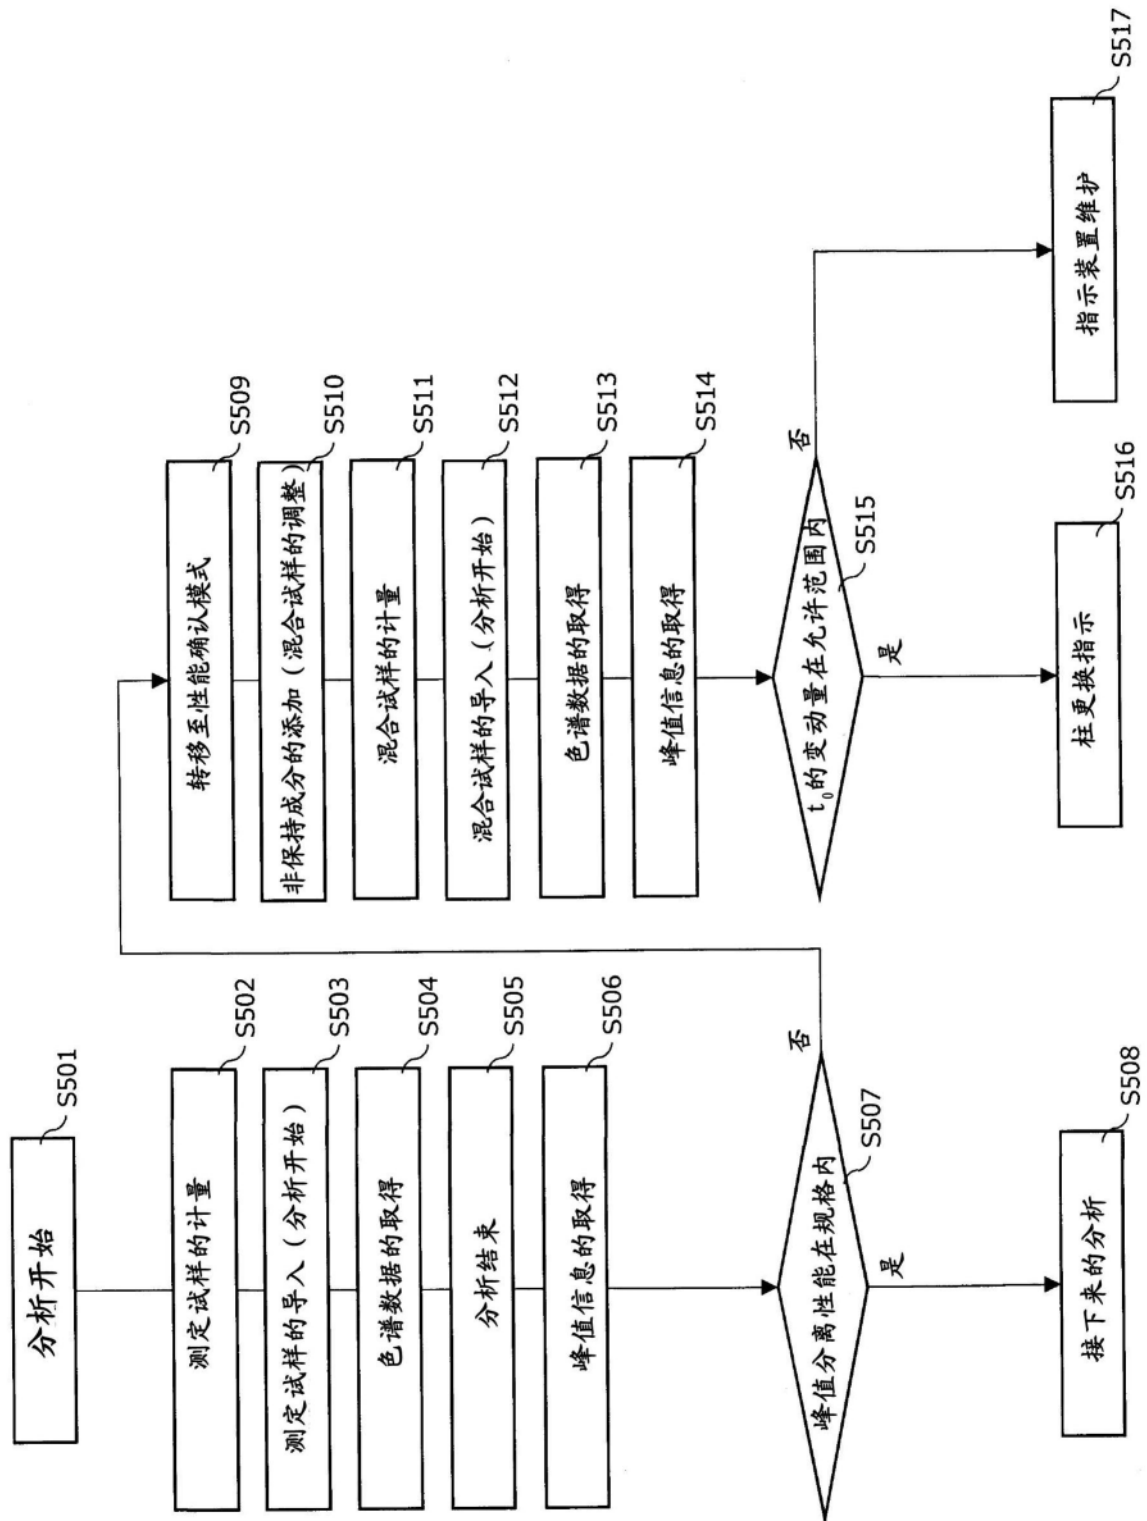 分析开始
S501
测定试样的计量
S502
测定试样的导入（分析开始）
S503
色谱数据的取得
S504
分析结束
S505
峰值信息的取得
S506
峰值分离性能在规格内
S507
否
是
接下来的分析
S508
转移至性能确认模式
S509
非保持成分的添加（混合试样的调整）
S510
混合试样的计量
S511
混合试样的导入（分析开始）
S512
色谱数据的取得
S513
峰值信息的取得
S514
t₀的变动量在允许范围内
S515
否
是
柱更换指示
S516
指示装置维护
S517